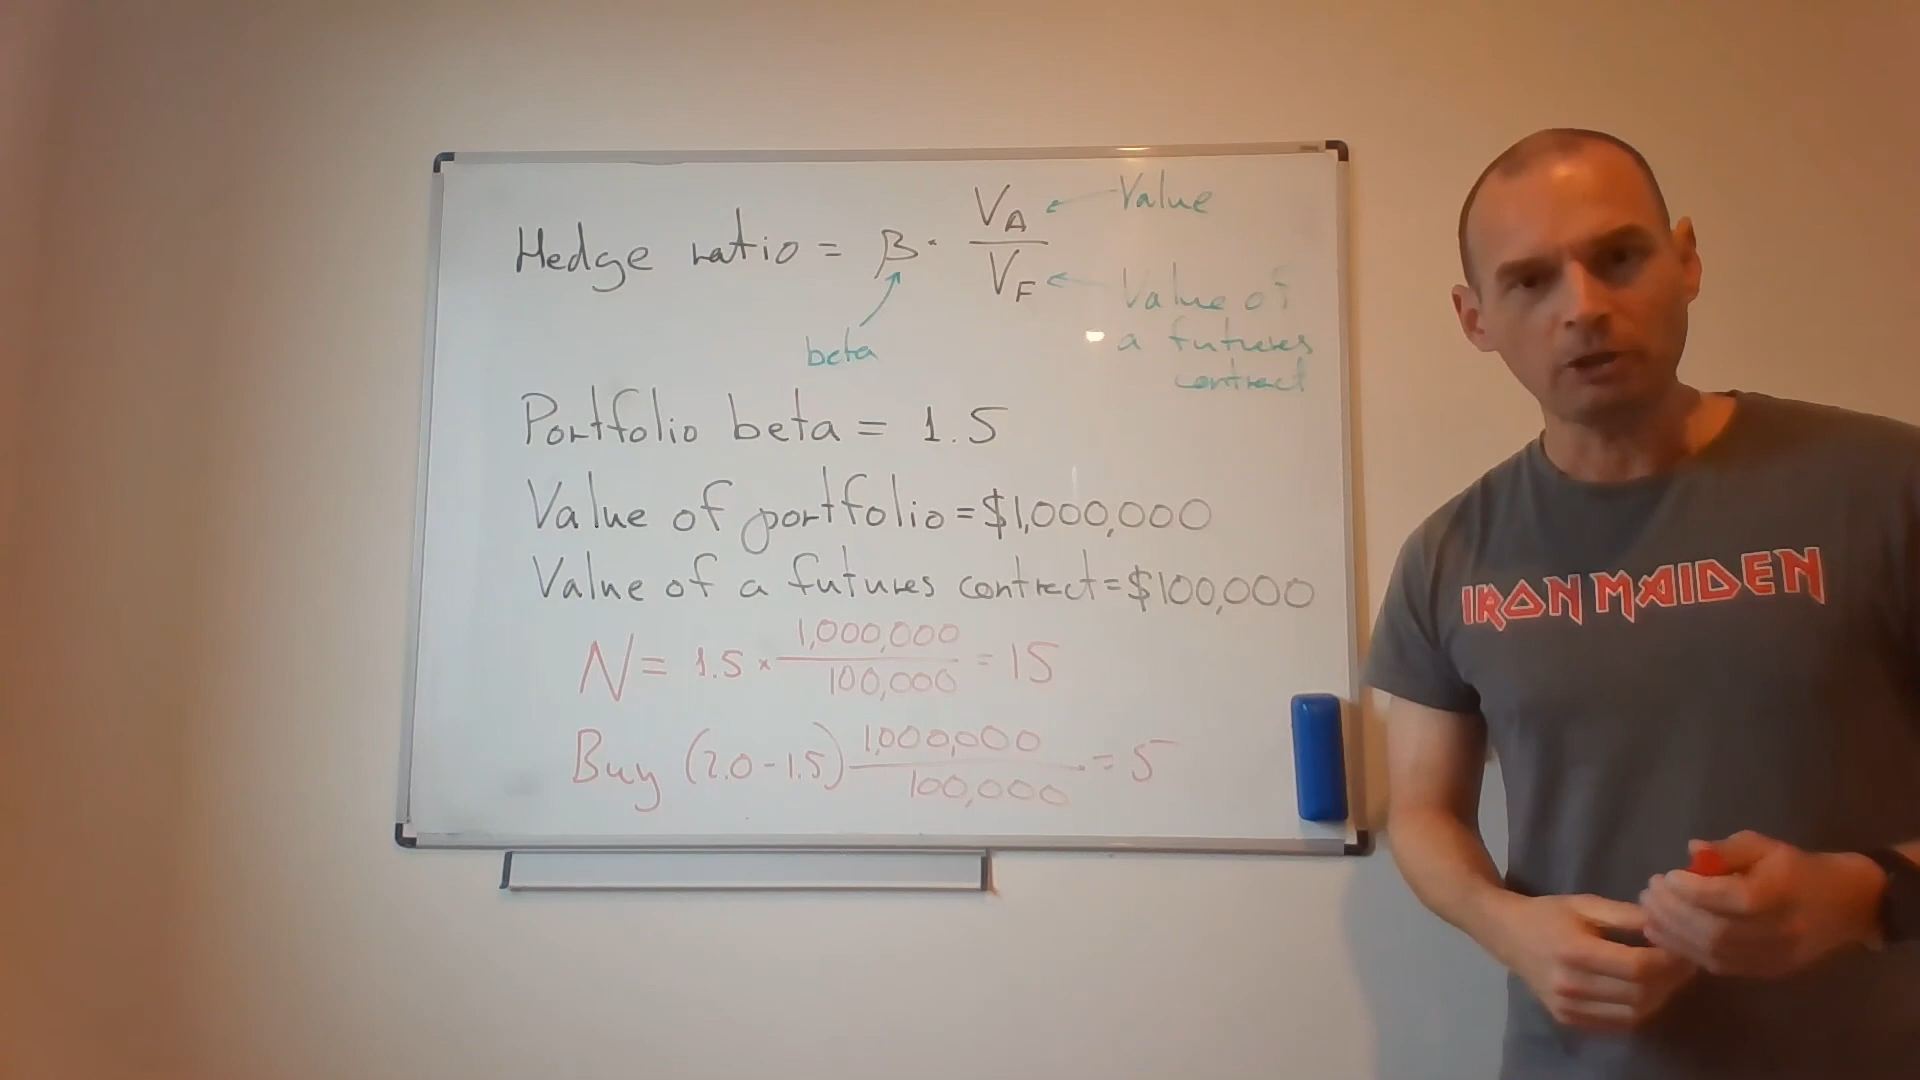 Hedge ratio = β · V_A / V_F
Value
Value of
a futures
contract
beta
Portfolio beta = 1.5
Value of portfolio = $1,000,000
Value of a futures contract = $100,000
N = 1.5 × 1,000,000 / 100,000 = 15
Buy (2.0 - 1.5) 1,000,000 / 100,000 = 5
IRON MAIDEN